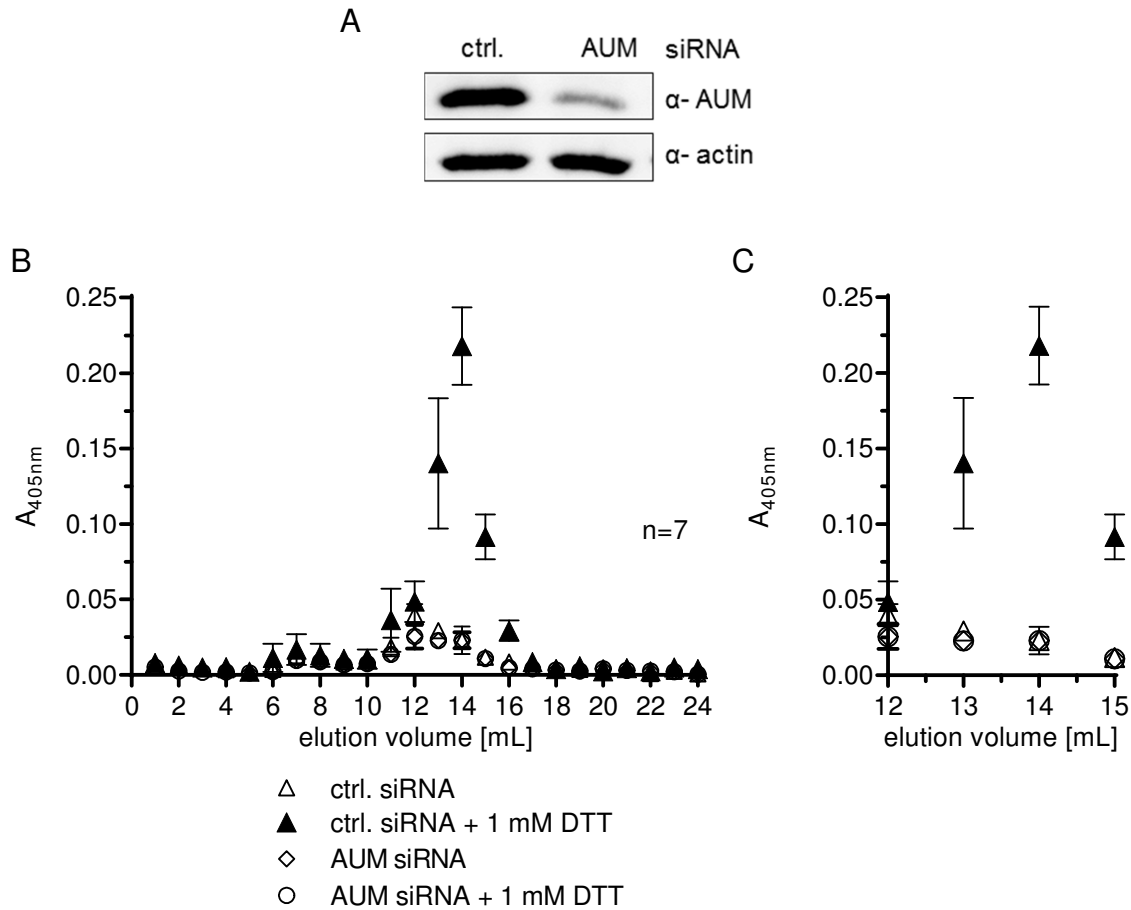 A
ctrl. AUM siRNA
α- AUM
α- actin
B
0.25
0.20
0.15
0.10
0.05
0.00
A405nm
n=7
0 2 4 6 8 10 12 14 16 18 20 22 24
elution volume [mL]
C
0.25
0.20
0.15
0.10
0.05
0.00
A405nm
12 13 14 15
elution volume [mL]
ctrl. siRNA
ctrl. siRNA + 1 mM DTT
AUM siRNA
AUM siRNA + 1 mM DTT